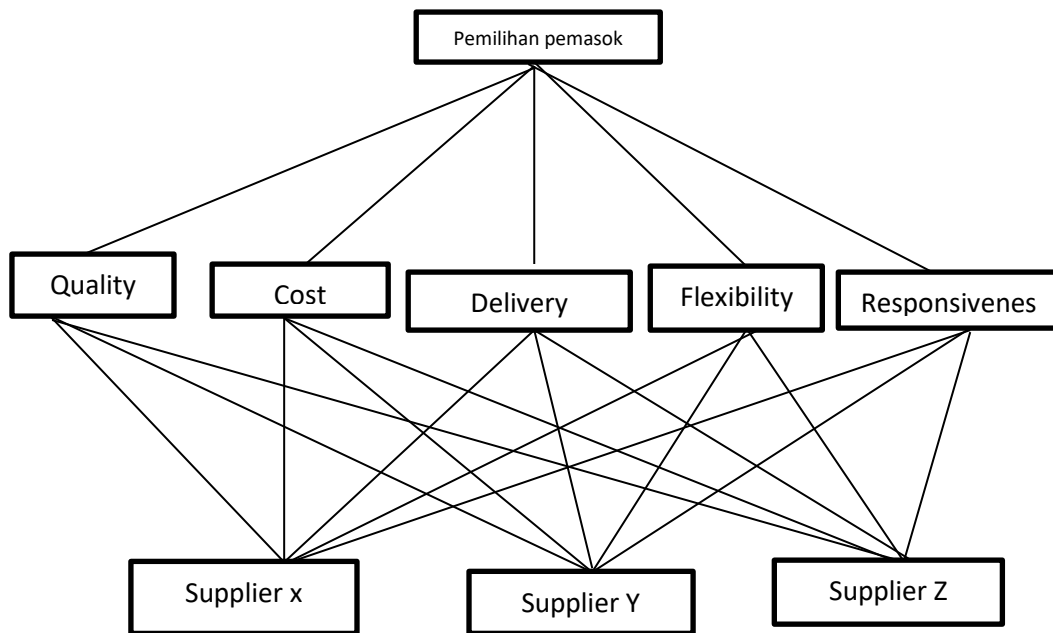 Pemilihan pemasok
Quality
Cost
Delivery
Flexibility
Responsivenes
Supplier x
Supplier Y
Supplier Z